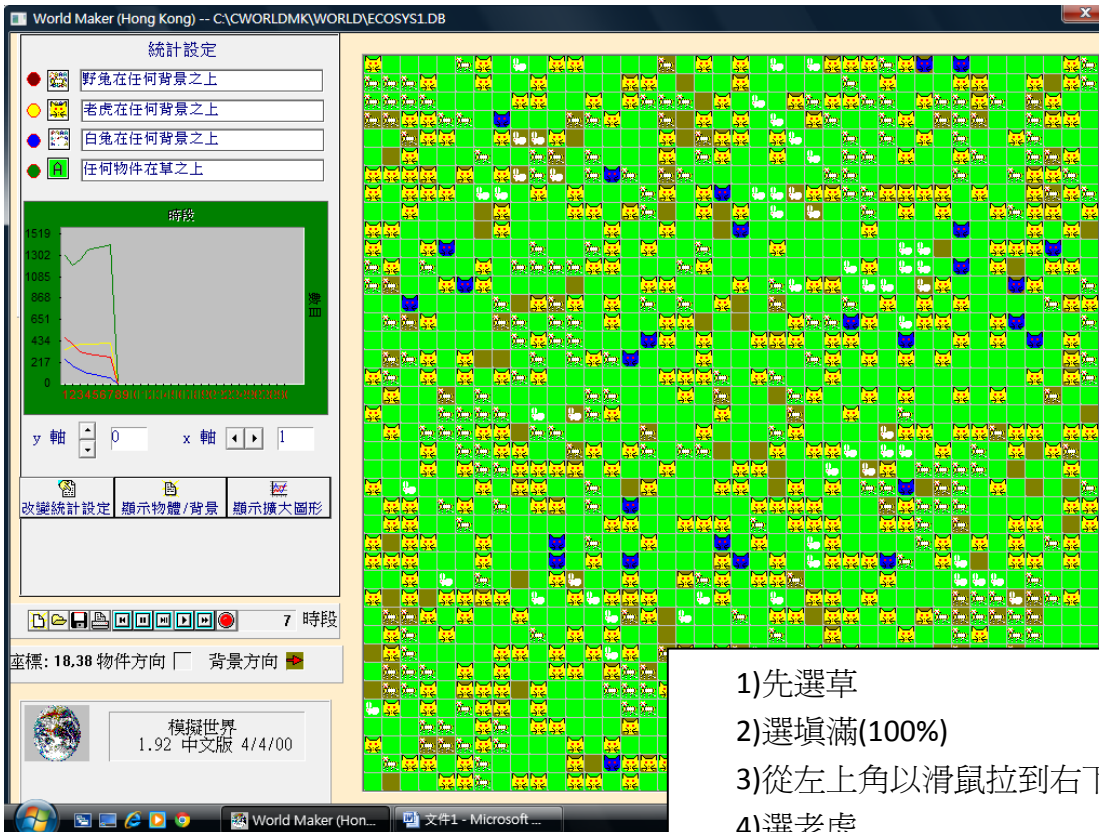 World Maker (Hong Kong) -- C:\CWORLDMK\WORLD\ECOSYS1.DB
統計設定
野兔在任何背景之上
老虎在任何背景之上
白兔在任何背景之上
A 任何物件在草之上
時段
1519
1302
1085
868
651
434
217
0
數量
y 軸 0 x 軸 1
改變統計設定 顯示物體/背景 顯示擴大圖形
7 時段
座標: 18,38 物件方向 背景方向
模擬世界
1.92 中文版 4/4/00
1)先選草
2)選填滿(100%)
3)從左上角以滑鼠拉到右下
4)選老虎
World Maker (Hon... 文件1 - Microsoft ...